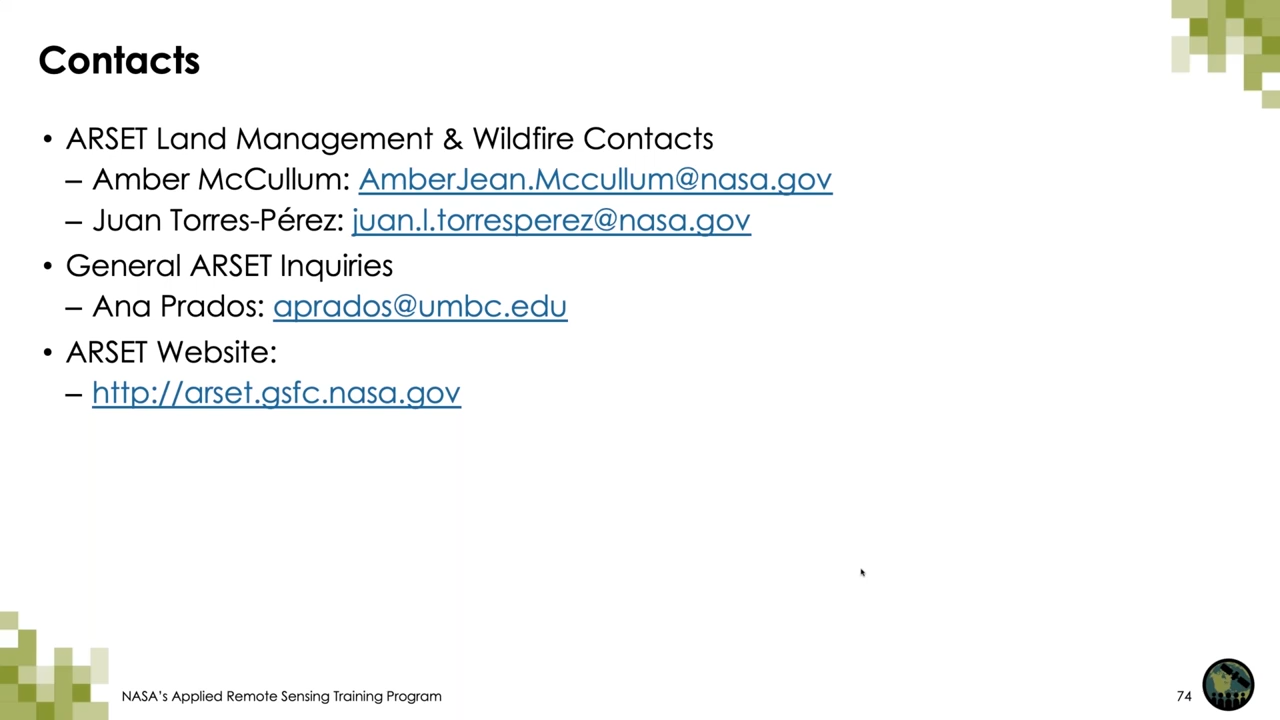 Contacts
• ARSET Land Management & Wildfire Contacts
– Amber McCullum: AmberJean.Mccullum@nasa.gov
– Juan Torres-Pérez: juan.l.torresperez@nasa.gov
• General ARSET Inquiries
– Ana Prados: aprados@umbc.edu
• ARSET Website:
– http://arset.gsfc.nasa.gov
NASA's Applied Remote Sensing Training Program
74